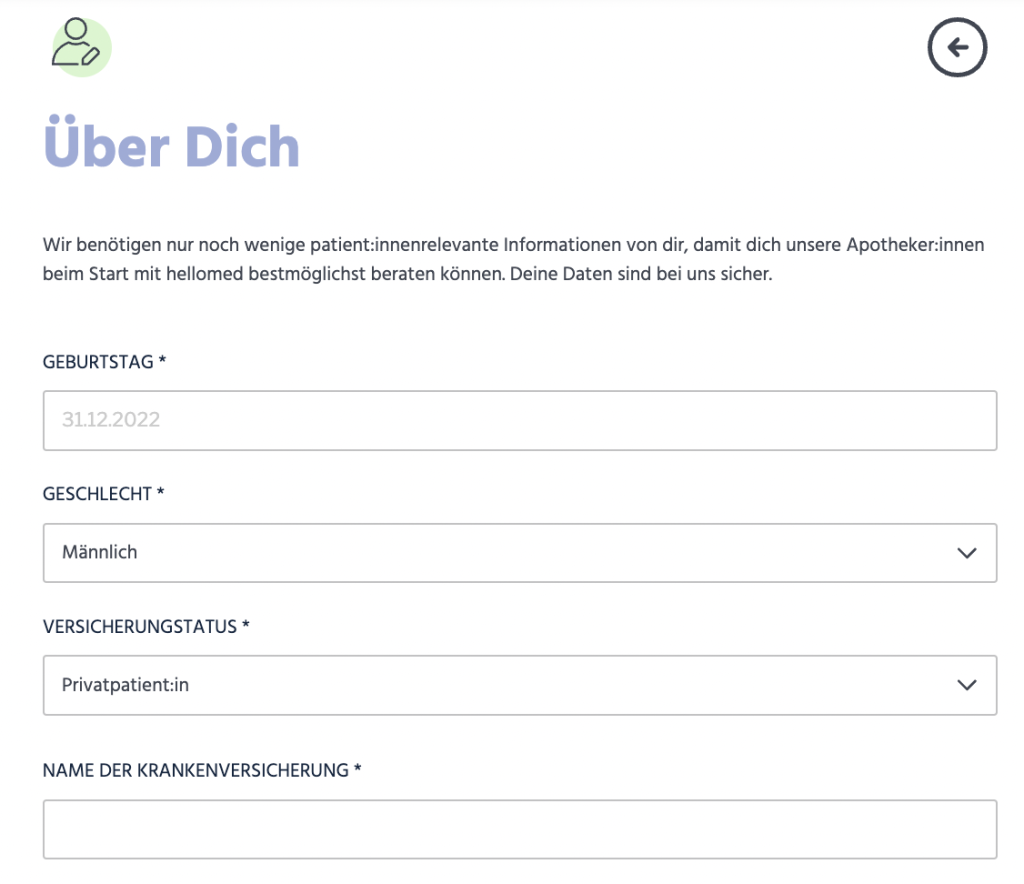 Über Dich
Wir benötigen nur noch wenige patient:innenrelevante Informationen von dir, damit dich unsere Apotheker:innen
beim Start mit hellomed bestmöglichst beraten können. Deine Daten sind bei uns sicher.
GEBURTSTAG *
31.12.2022
GESCHLECHT *
Männlich
VERSICHERUNGSTATUS *
Privatpatient:in
NAME DER KRANKENVERSICHERUNG *